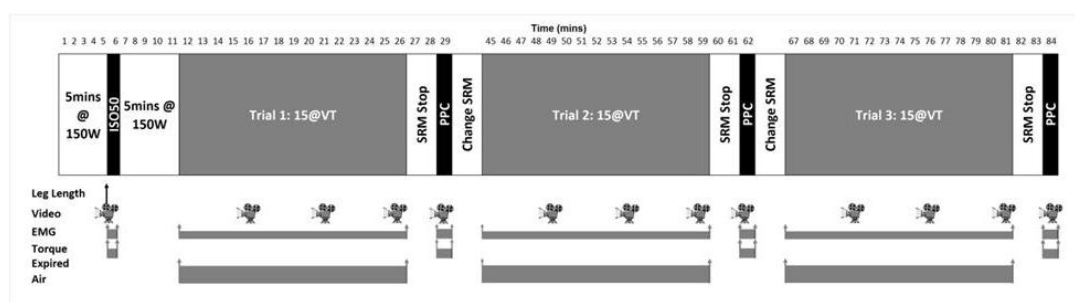 Time (mins)
1 2 3 4 5 6 7 8 9 10 11 12 13 14 15 16 17 18 19 20 21 22 23 24 25 26 27 28 29 45 46 47 48 49 50 51 52 53 54 55 56 57 58 59 60 61 62 67 68 69 70 71 72 73 74 75 76 77 78 79 80 81 82 83 84
5mins
@
150W
ISO50
5mins @
150W
Trial 1: 15@VT
SRM Stop
PPC
Change SRM
Trial 2: 15@VT
SRM Stop
PPC
Change SRM
Trial 3: 15@VT
SRM Stop
PPC
Leg Length
Video
EMG
Torque
Expired
Air